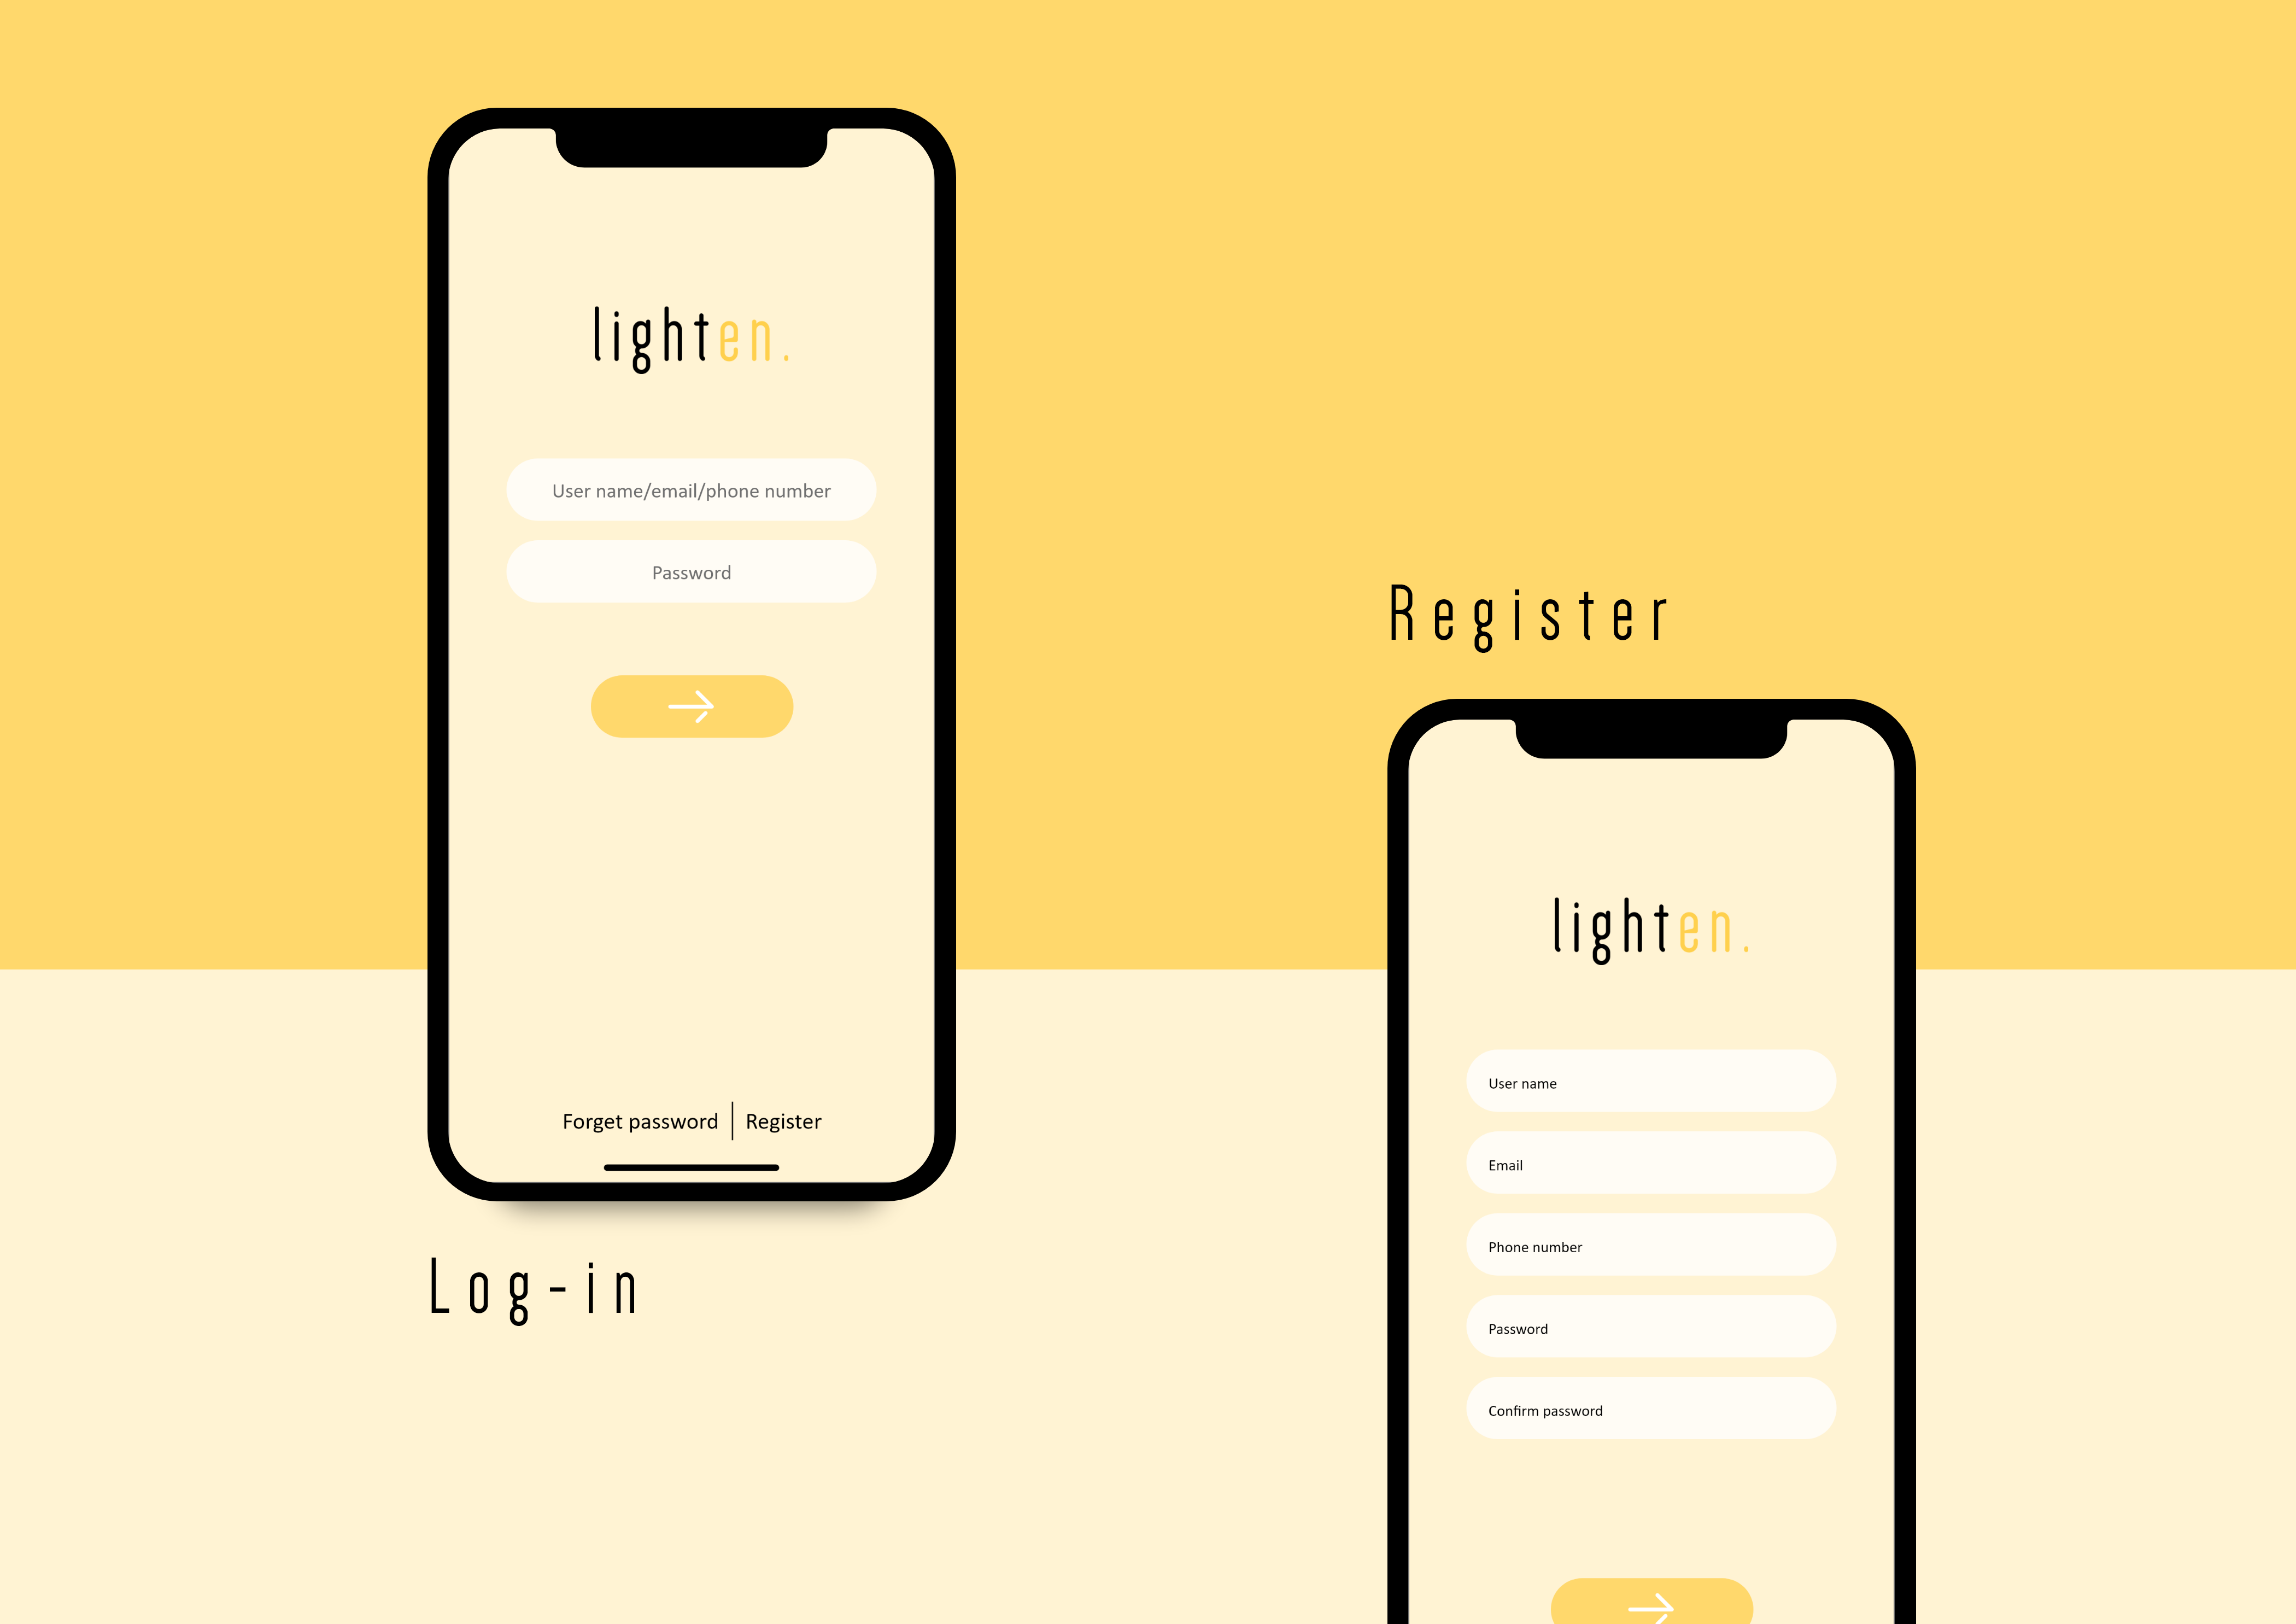 lighten.
User name/email/phone number
Password
Forget password | Register
Log-in
Register
lighten.
User name
Email
Phone number
Password
Confirm password